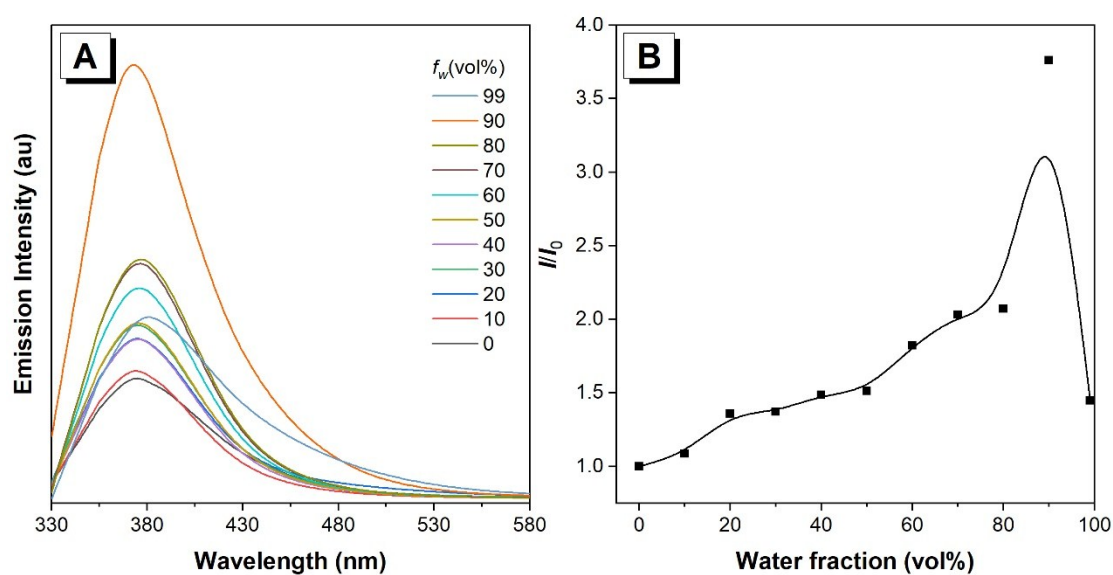 A
f_w(vol%)
99
90
80
70
60
50
40
30
20
10
0
Emission Intensity (au)
330 380 430 480 530 580
Wavelength (nm)
B
4.0
3.5
3.0
2.5
2.0
1.5
1.0
I/I₀
0 20 40 60 80 100
Water fraction (vol%)